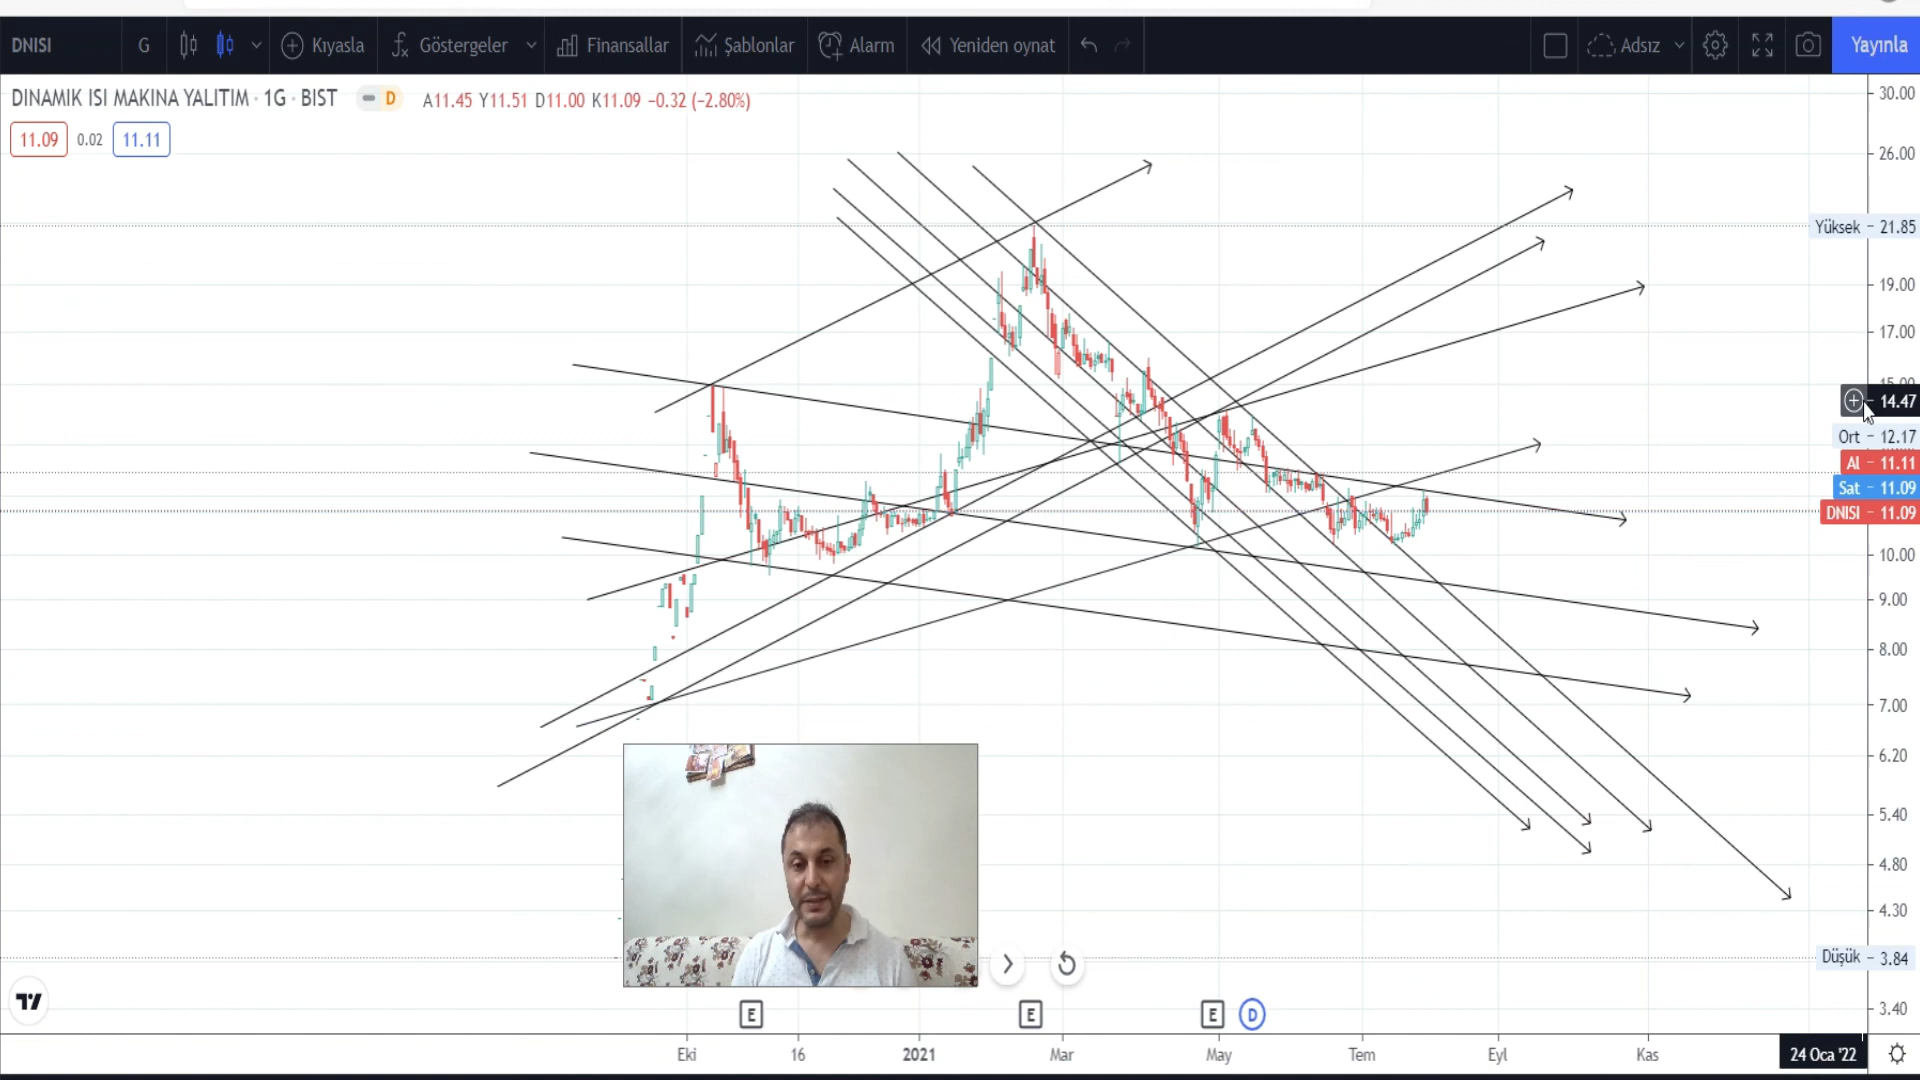 DNISI G Kıyasla Göstergeler Finansallar Şablonlar Alarm Yeniden oynat Adsız Yayınla
DINAMIK ISI MAKINA YALITIM · 1G · BIST D A11.45 Y11.51 D11.00 K11.09 −0.32 (−2.80%)
11.09 0.02 11.11
30.00
26.00
Yüksek 21.85
19.00
17.00
15.00
14.47
Ort 12.17
Al 11.11
Sat 11.09
DNISI 11.09
10.00
9.00
8.00
7.00
6.20
5.40
4.80
4.30
Düşük 3.84
3.40
E E E D
Eki 16 2021 Mar May Tem Eyl Kas 24 Oca '22